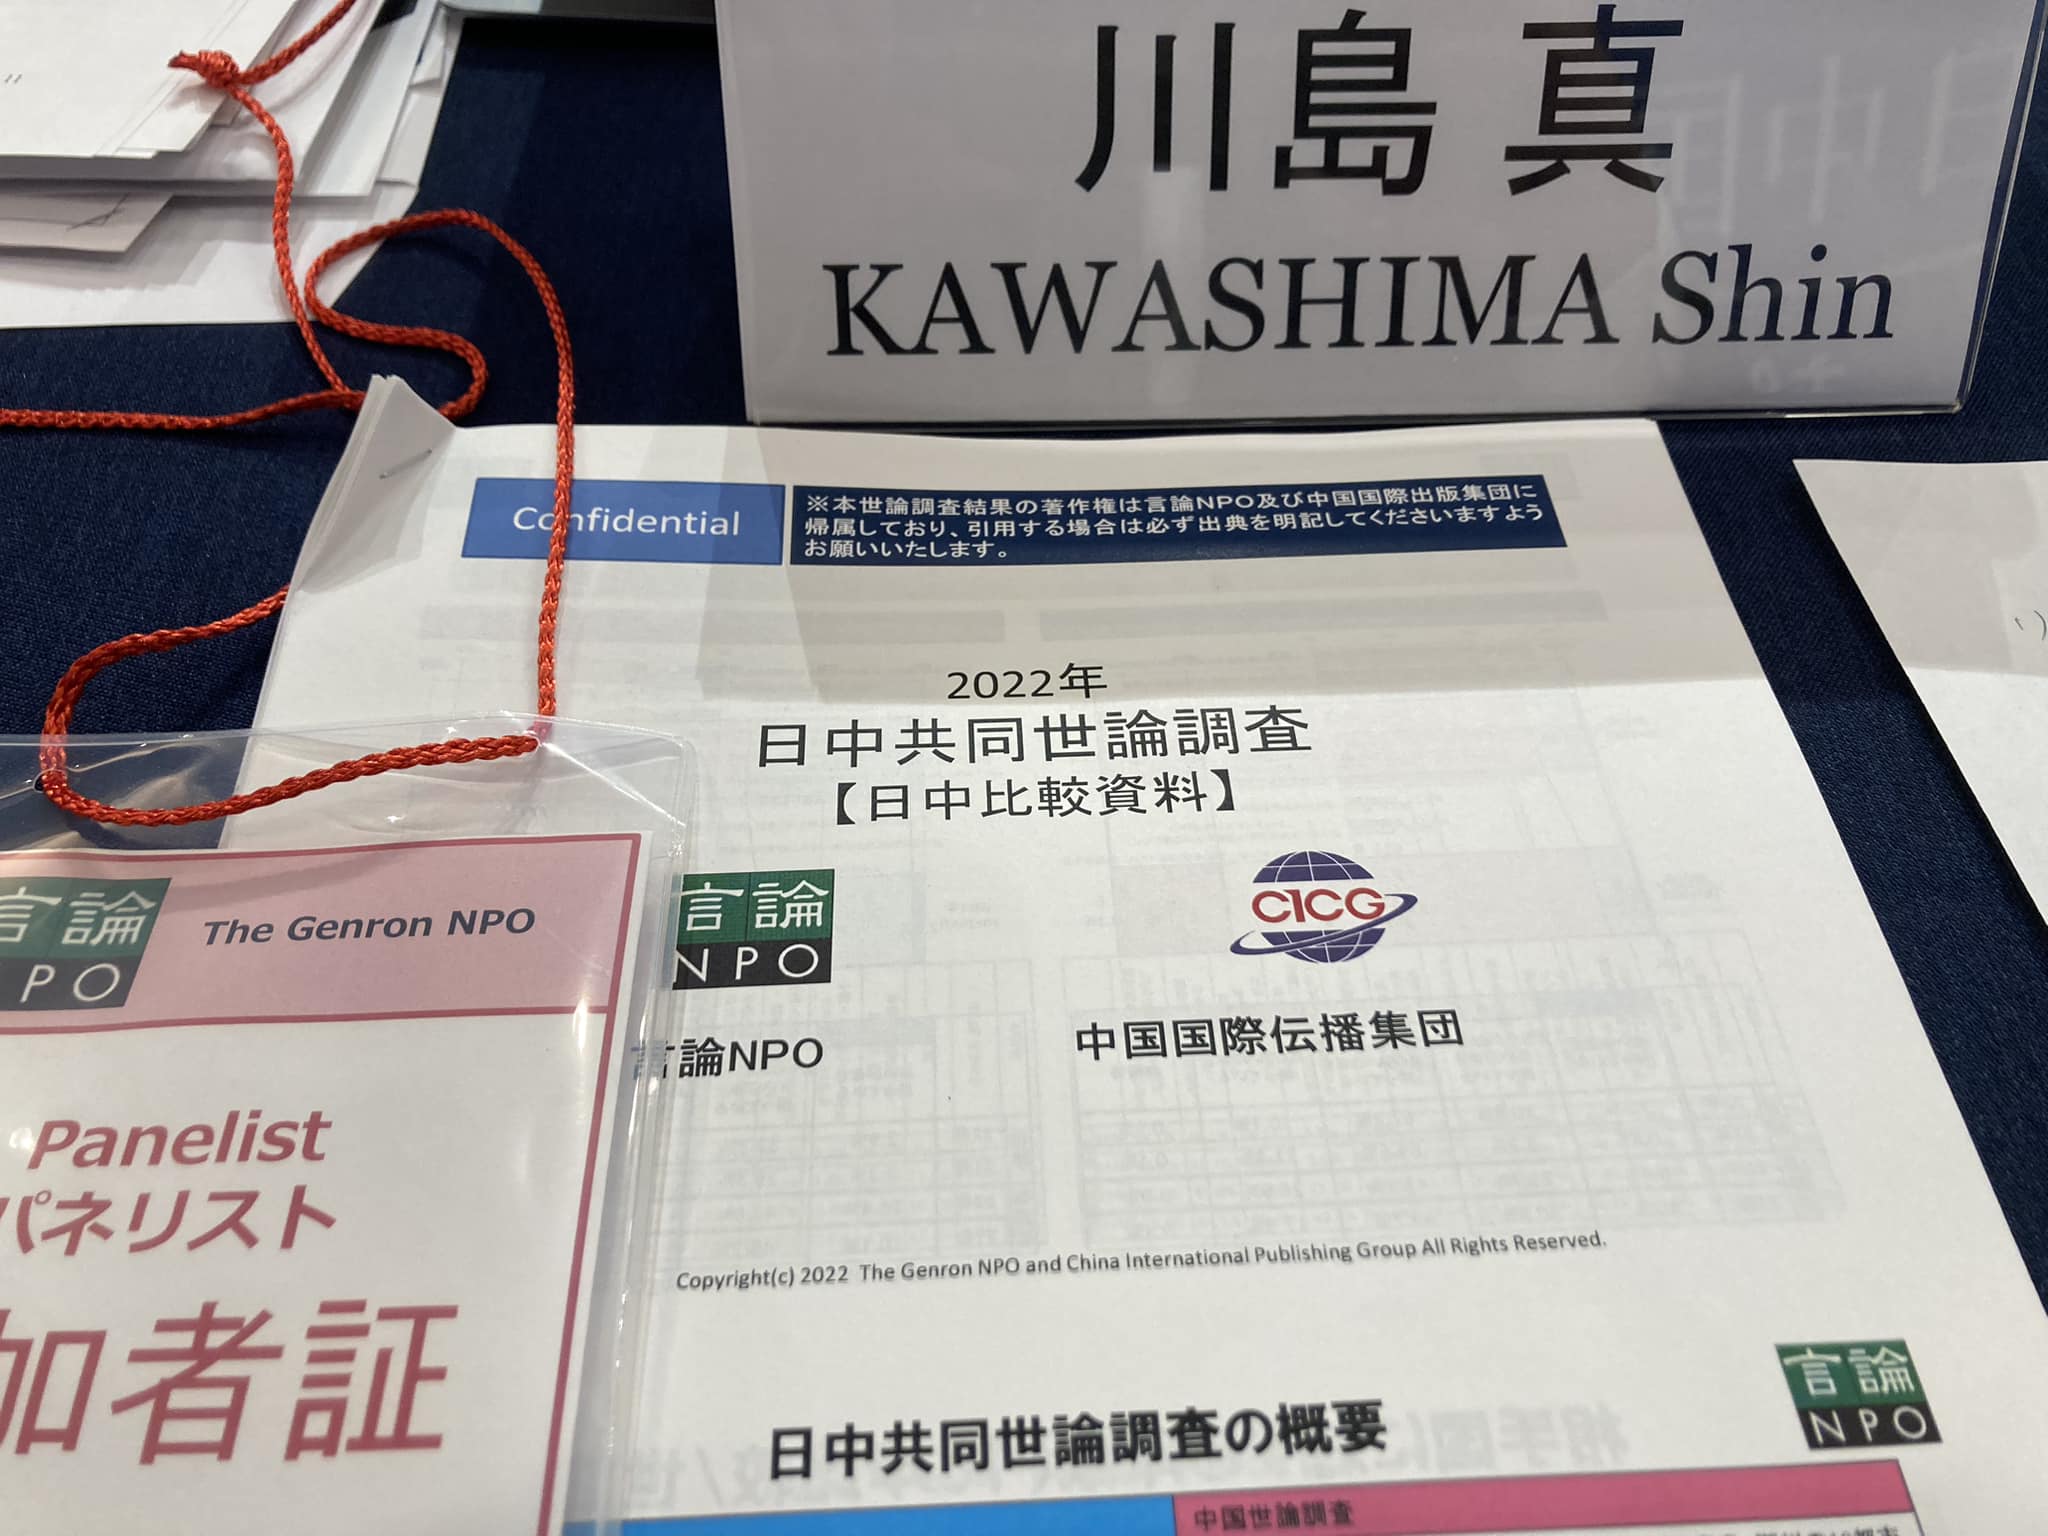 川島 真
KAWASHIMA Shin
Confidential
※本世論調査結果の著作権は言論NPO及び中国国際出版集団に
帰属しており、引用する場合は必ず出典を明記してくださいますよう
お願いいたします。
2022年
日中共同世論調査
【日中比較資料】
言論
NPO
CICG
言論NPO
中国国際伝播集団
Copyright(c) 2022 The Genron NPO and China International Publishing Group All Rights Reserved.
言論
NPO
日中共同世論調査の概要
中国世論調査
言論
PO
The Genron NPO
Panelist
パネリスト
加者証